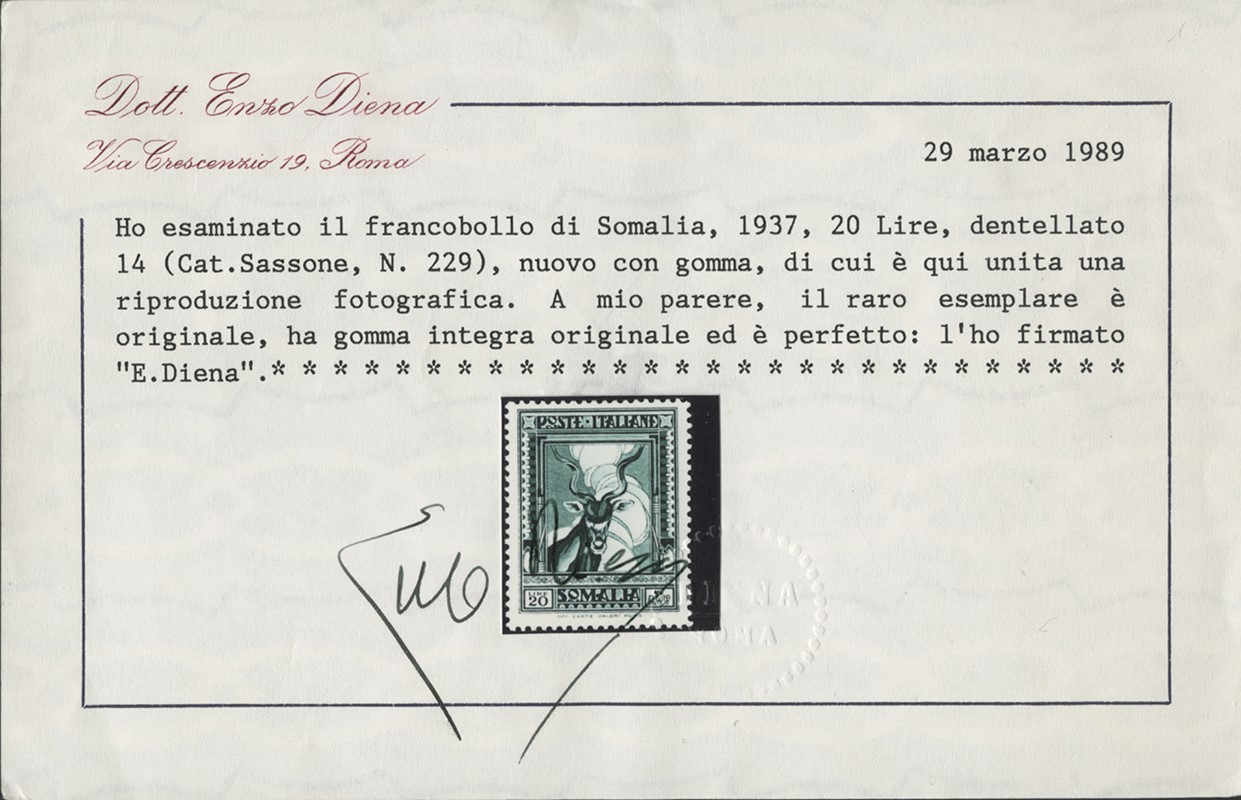 Dott. Enzo Diena
Via Crescenzio 19, Roma
29 marzo 1989
Ho esaminato il francobollo di Somalia, 1937, 20 Lire, dentellato
14 (Cat.Sassone, N. 229), nuovo con gomma, di cui è qui unita una
riproduzione fotografica. A mio parere, il raro esemplare è
originale, ha gomma integra originale ed è perfetto: l'ho firmato
"E.Diena".* * * * * * * * * * * * * * * * * * * * * * * * * * * *
POSTE·ITALIANE
LIRE
20 SOMALIA